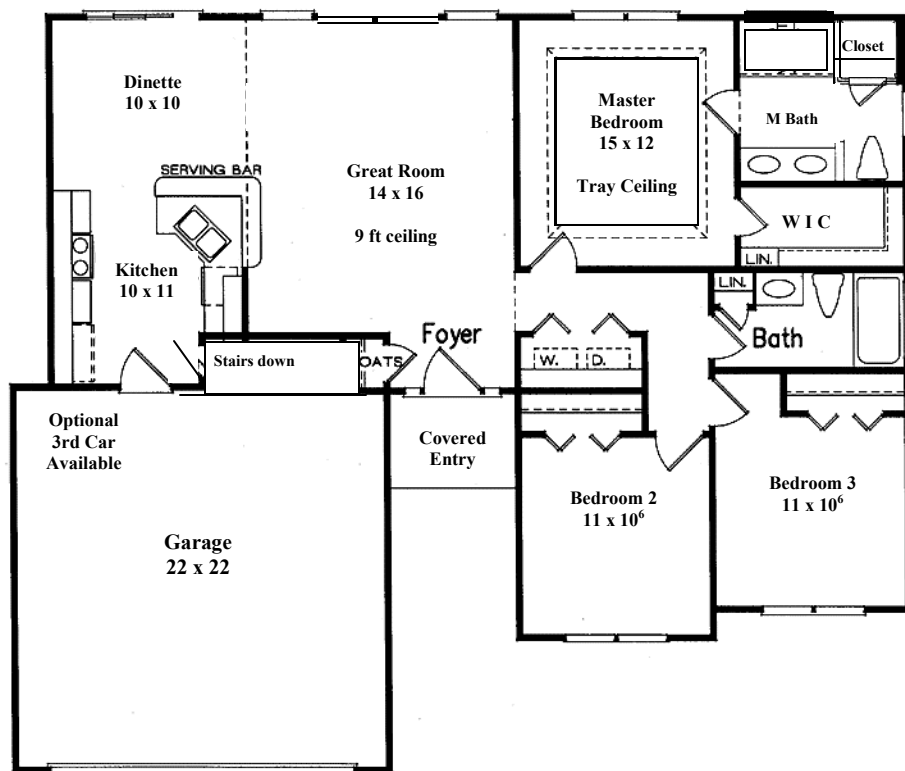 Dinette
10 x 10
SERVING BAR
Kitchen
10 x 11
Great Room
14 x 16
9 ft ceiling
Master
Bedroom
15 x 12
Tray Ceiling
Closet
M Bath
W I C
LIN.
LIN.
Bath
Foyer
W. D.
Stairs down
OATS
Optional
3rd Car
Available
Covered
Entry
Garage
22 x 22
Bedroom 2
11 x 10⁶
Bedroom 3
11 x 10⁶